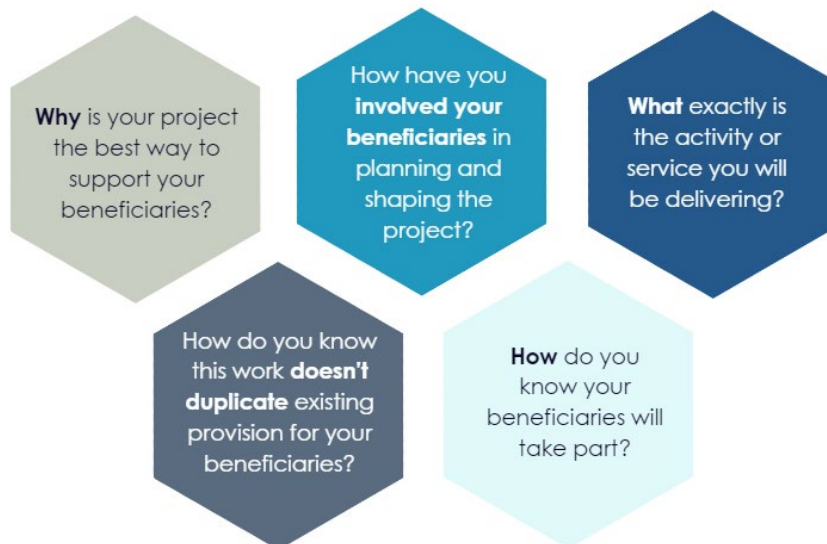 Why is your project
the best way to
support your
beneficiaries?
How have you
involved your
beneficiaries in
planning and
shaping the
project?
What exactly is
the activity or
service you will
be delivering?
How do you know
this work doesn't
duplicate existing
provision for your
beneficiaries?
How do you
know your
beneficiaries will
take part?